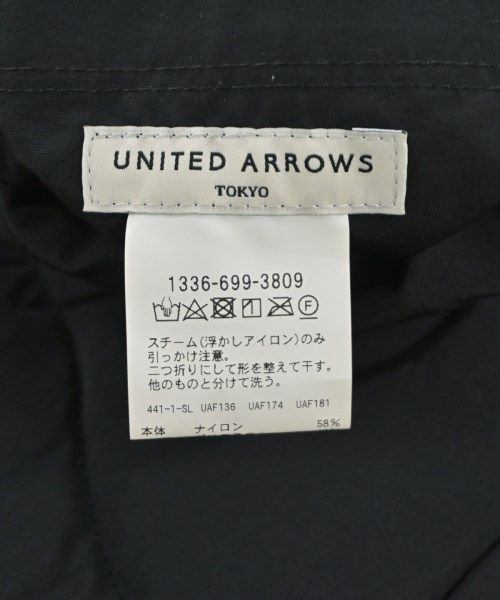 UNITED ARROWS
TOKYO
1336-699-3809
スチーム(浮かしアイロン)のみ
引っかけ注意。
二つ折りにして形を整えて干す。
他のものと分けて洗う。
441-1-SL UAF136 UAF174 UAF181
本体 ナイロン 58%